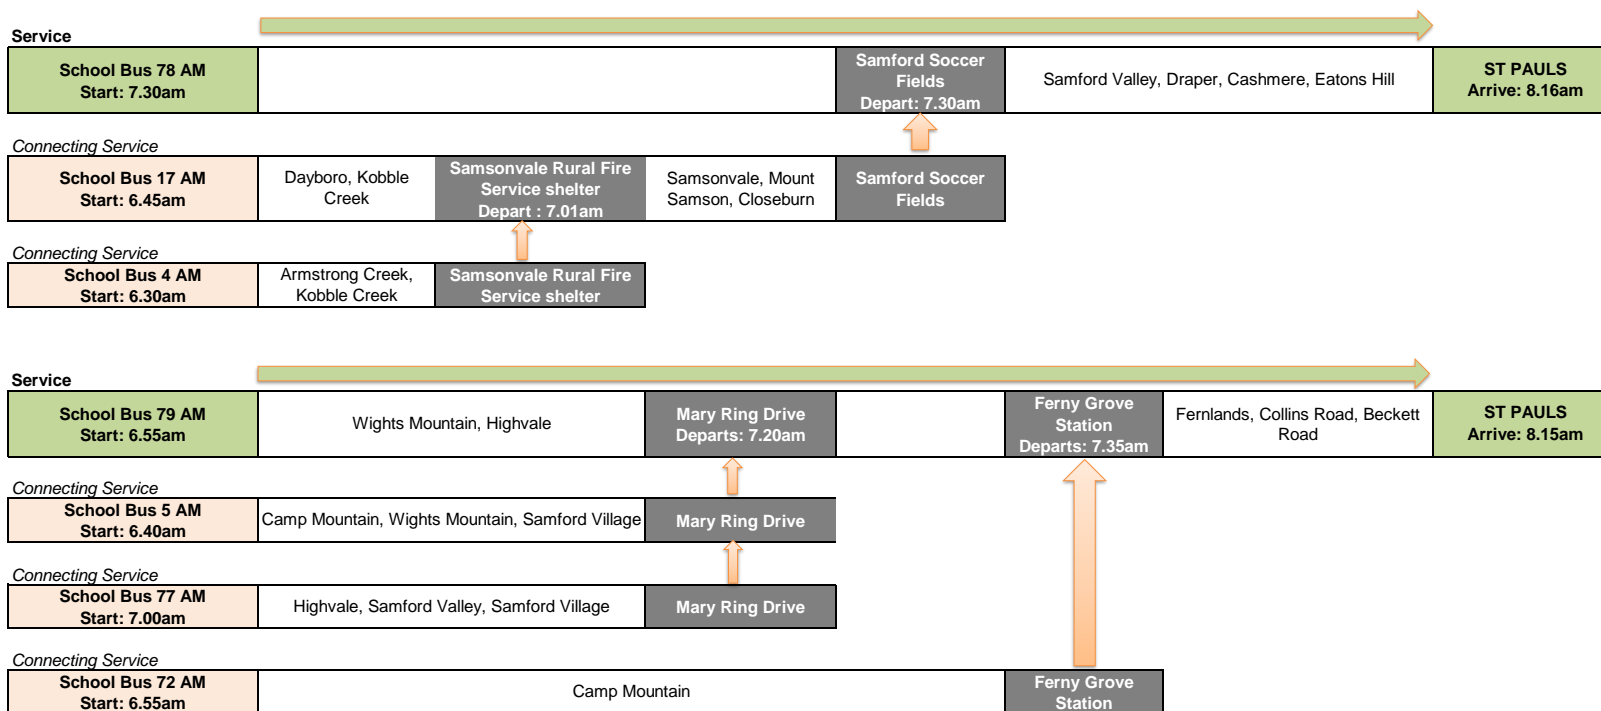 Service
School Bus 78 AM
Start: 7.30am
Samford Soccer
Fields
Depart: 7.30am
Samford Valley, Draper, Cashmere, Eatons Hill
ST PAULS
Arrive: 8.16am
Connecting Service
School Bus 17 AM
Start: 6.45am
Dayboro, Kobble
Creek
Samsonvale Rural Fire
Service shelter
Depart : 7.01am
Samsonvale, Mount
Samson, Closeburn
Samford Soccer
Fields
Connecting Service
School Bus 4 AM
Start: 6.30am
Armstrong Creek,
Kobble Creek
Samsonvale Rural Fire
Service shelter
Service
School Bus 79 AM
Start: 6.55am
Wights Mountain, Highvale
Mary Ring Drive
Departs: 7.20am
Ferny Grove
Station
Departs: 7.35am
Fernlands, Collins Road, Beckett
Road
ST PAULS
Arrive: 8.15am
Connecting Service
School Bus 5 AM
Start: 6.40am
Camp Mountain, Wights Mountain, Samford Village
Mary Ring Drive
Connecting Service
School Bus 77 AM
Start: 7.00am
Highvale, Samford Valley, Samford Village
Mary Ring Drive
Connecting Service
School Bus 72 AM
Start: 6.55am
Camp Mountain
Ferny Grove
Station